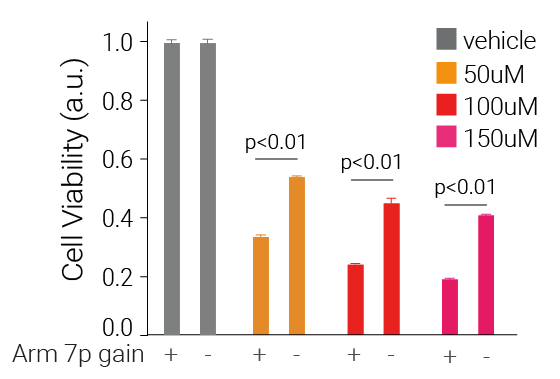 Cell Viability (a.u.)
1.0
0.8
0.6
0.4
0.2
0.0
vehicle
50uM
100uM
150uM
p<0.01
p<0.01
p<0.01
Arm 7p gain + - + - + - + -